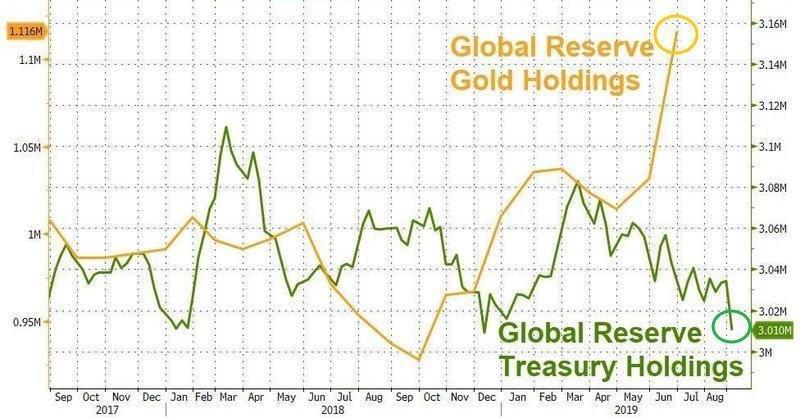 1.116M
1.1M
1.05M
1M
0.95M
Global Reserve
Gold Holdings
3.16M
3.14M
3.12M
3.1M
3.08M
3.06M
3.04M
3.02M
3.010M
3M
Global Reserve
Treasury Holdings
Sep Oct Nov Dec Jan Feb Mar Apr May Jun Jul Aug Sep Oct Nov Dec Jan Feb Mar Apr May Jun Jul Aug
2017 2018 2019